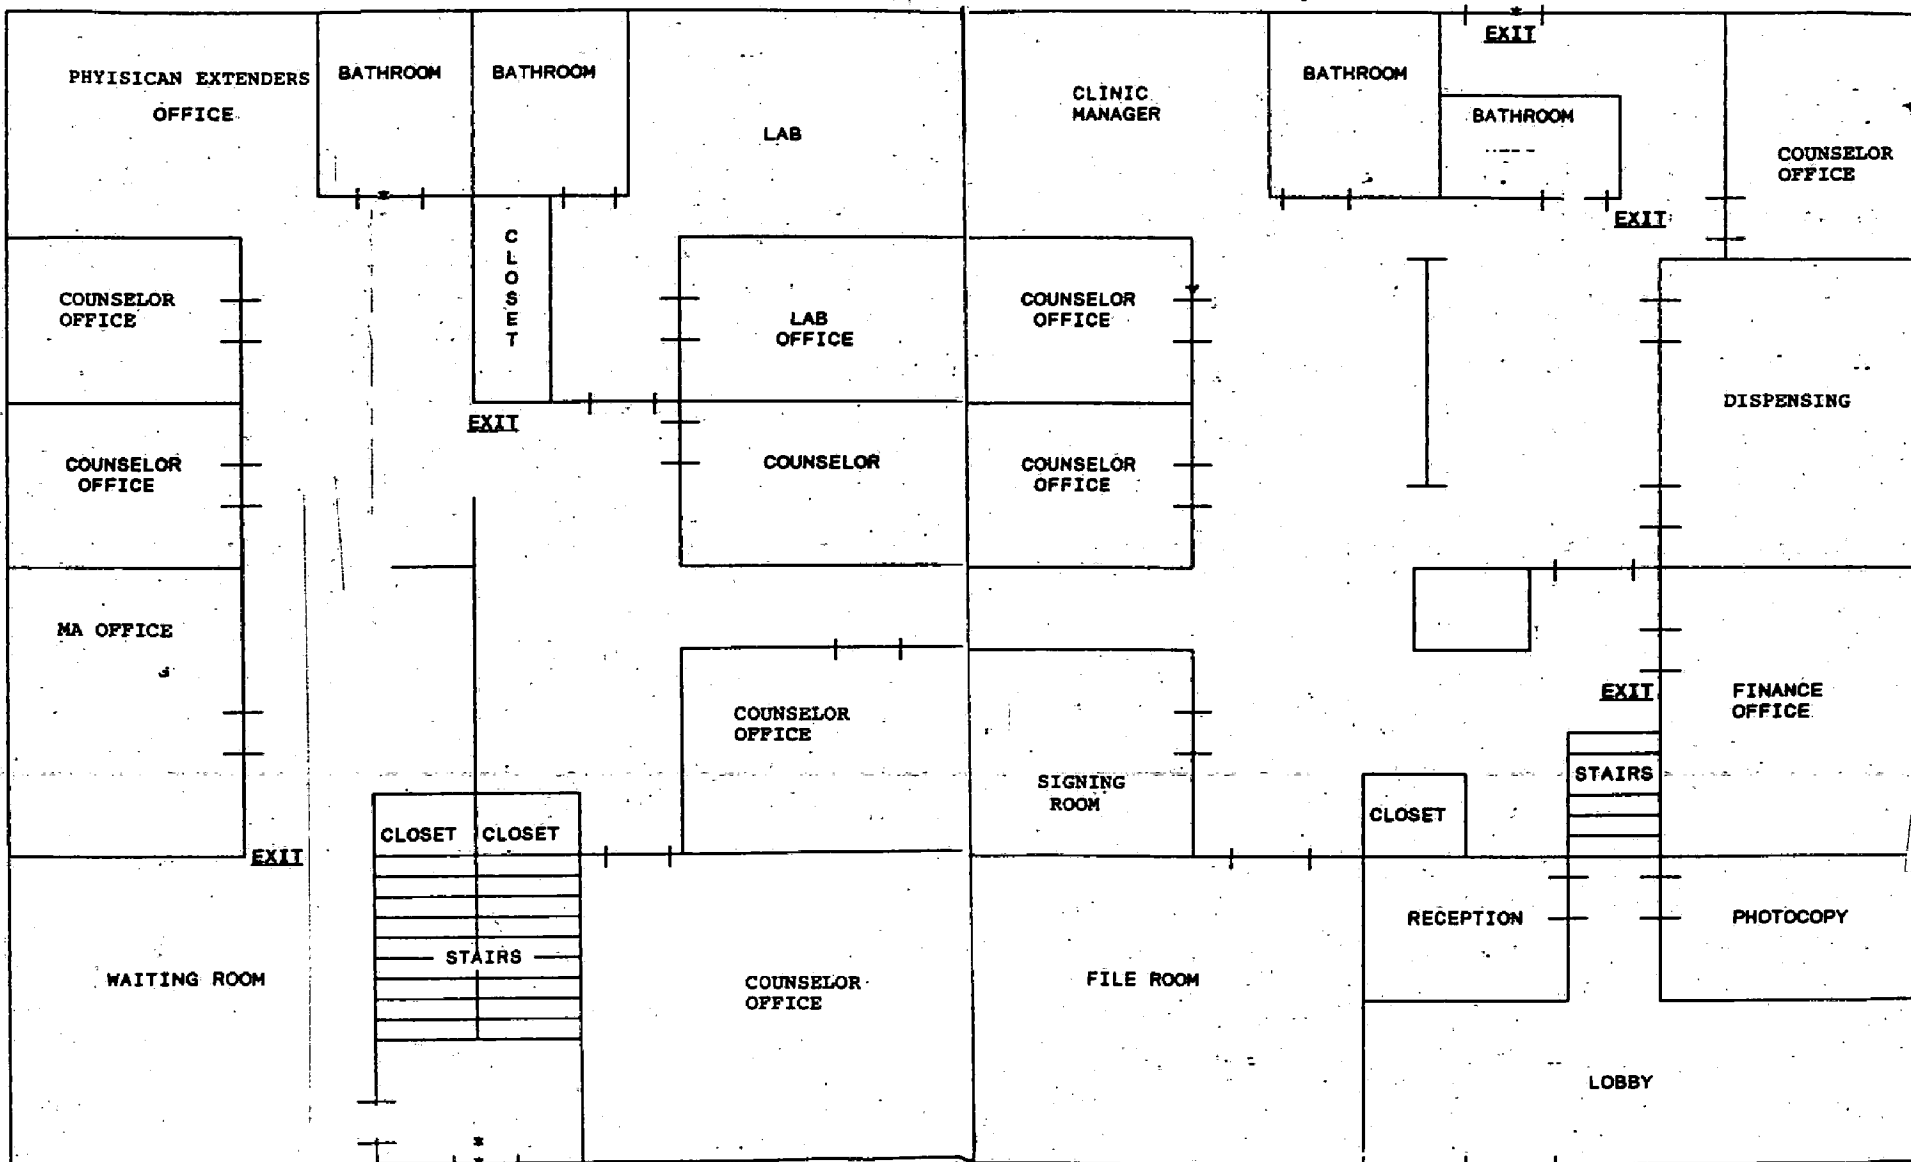 EXIT
PHYISICAN EXTENDERS
OFFICE
BATHROOM
BATHROOM
LAB
CLINIC
MANAGER
BATHROOM
BATHROOM
COUNSELOR
OFFICE
EXIT
COUNSELOR
OFFICE
CLOSET
LAB
OFFICE
COUNSELOR
OFFICE
DISPENSING
EXIT
COUNSELOR
OFFICE
COUNSELOR
COUNSELOR
OFFICE
MA OFFICE
COUNSELOR
OFFICE
EXIT
FINANCE
OFFICE
SIGNING
ROOM
STAIRS
CLOSET
CLOSET
CLOSET
EXIT
WAITING ROOM
STAIRS
COUNSELOR
OFFICE
FILE ROOM
RECEPTION
PHOTOCOPY
LOBBY